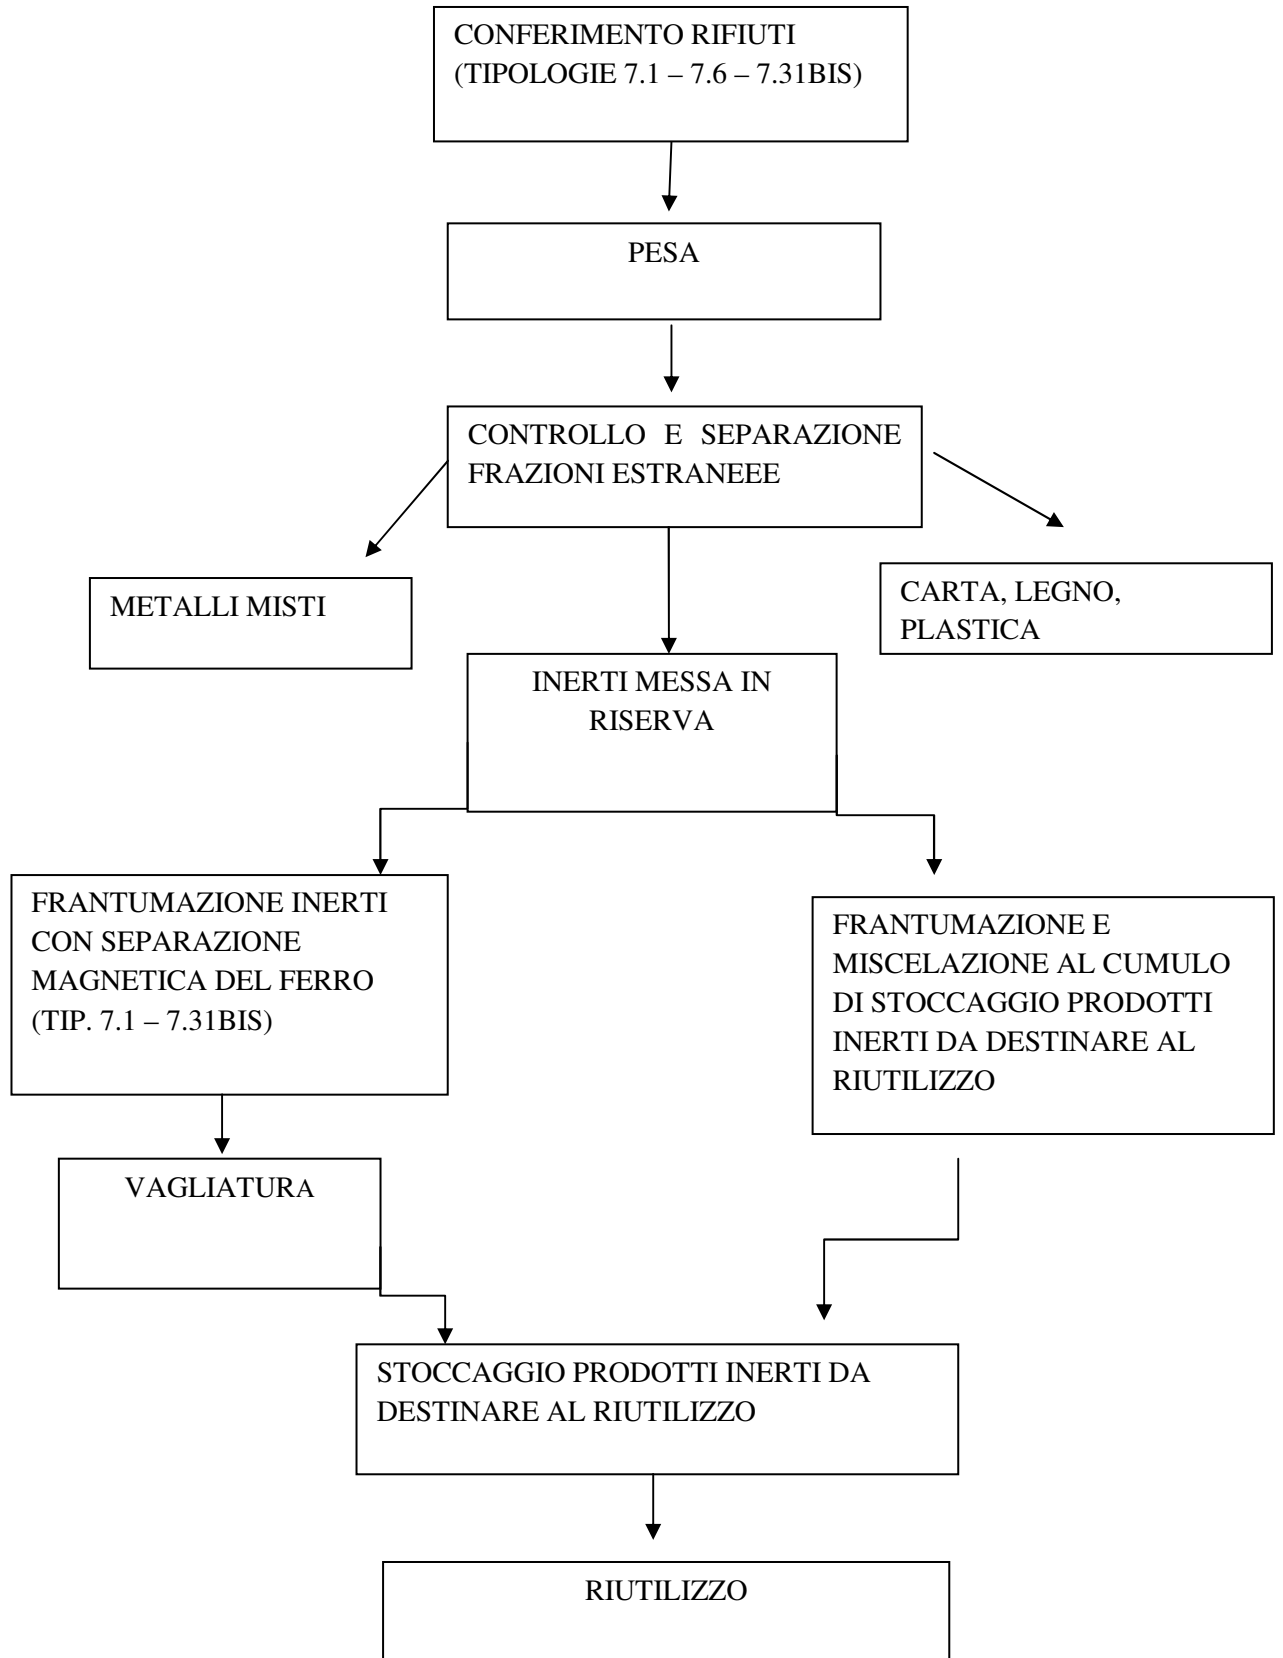 CONFERIMENTO RIFIUTI
(TIPOLOGIE 7.1 – 7.6 – 7.31BIS)
PESA
CONTROLLO E SEPARAZIONE
FRAZIONI ESTRANEEE
METALLI MISTI
CARTA, LEGNO,
PLASTICA
INERTI MESSA IN
RISERVA
FRANTUMAZIONE INERTI
CON SEPARAZIONE
MAGNETICA DEL FERRO
(TIP. 7.1 – 7.31BIS)
FRANTUMAZIONE E
MISCELAZIONE AL CUMULO
DI STOCCAGGIO PRODOTTI
INERTI DA DESTINARE AL
RIUTILIZZO
VAGLIATURA
STOCCAGGIO PRODOTTI INERTI DA
DESTINARE AL RIUTILIZZO
RIUTILIZZO